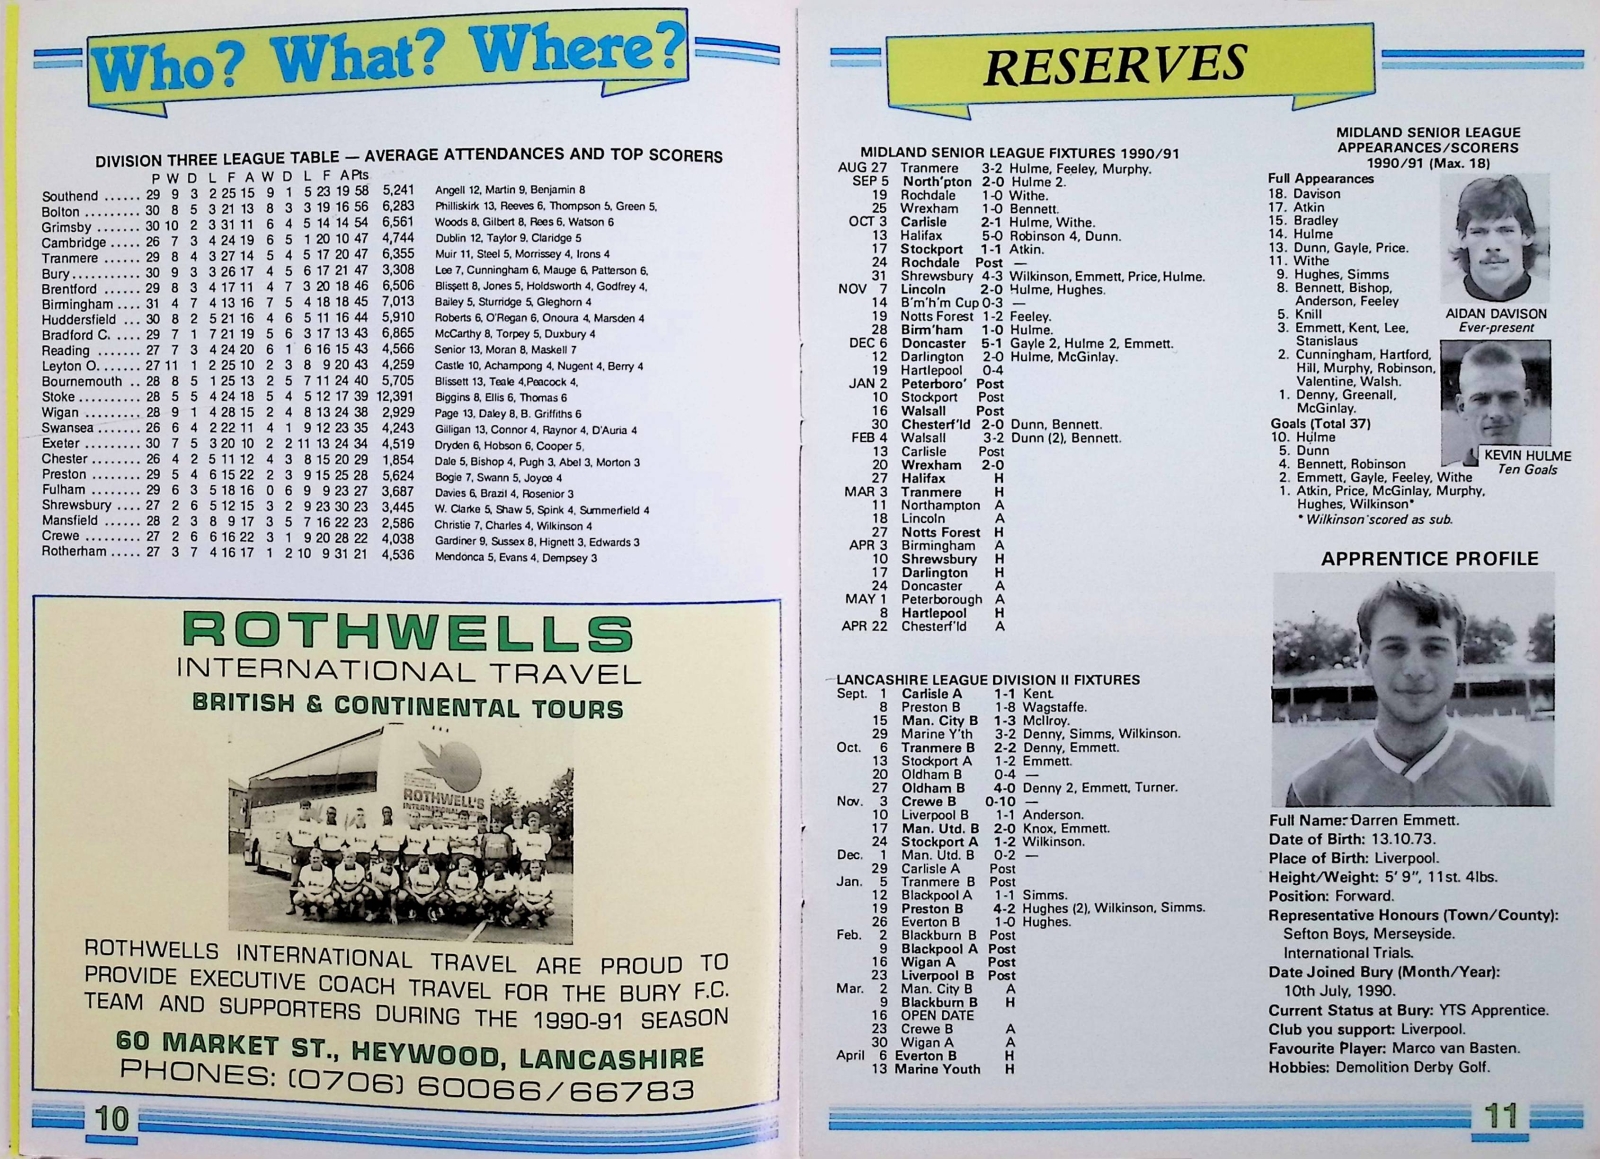 Who? What? Where?
DIVISION THREE LEAGUE TABLE — AVERAGE ATTENDANCES AND TOP SCORERS
P W D L F A W D L F A Pts
Southend ...... 29 9 3 2 25 15 9 1 5 23 19 58 5,241 Angell 12, Martin 9, Benjamin 8
Bolton ......... 30 8 5 3 21 13 8 3 3 19 16 56 6,283 Philliskirk 13, Reeves 6, Thompson 5, Green 5,
Grimsby ....... 30 10 2 3 31 11 6 4 5 14 14 54 6,561 Woods 8, Gilbert 8, Rees 6, Watson 6
Cambridge ..... 26 7 3 4 24 19 6 5 1 20 10 47 4,744 Dublin 12, Taylor 9, Claridge 5
Tranmere ...... 29 8 4 3 27 14 5 4 5 17 20 47 6,355 Muir 11, Steel 5, Morrissey 4, Irons 4
Bury........... 30 9 3 3 26 17 4 5 6 17 21 47 3,308 Lee 7, Cunningham 6, Mauge 6, Patterson 6,
Brentford ...... 29 8 3 4 17 11 4 7 3 20 18 46 6,506 Blissett 8, Jones 5, Holdsworth 4, Godfrey 4,
Birmingham .... 31 4 7 4 13 16 7 5 4 18 18 45 7,013 Bailey 5, Sturridge 5, Gleghorn 4
Huddersfield ... 30 8 2 5 21 16 4 6 5 11 16 44 5,910 Roberts 6, O'Regan 6, Onoura 4, Marsden 4
Bradford C. .... 29 7 1 7 21 19 5 6 3 17 13 43 6,865 McCarthy 8, Torpey 5, Duxbury 4
Reading ....... 27 7 3 4 24 20 6 1 6 16 15 43 4,566 Senior 13, Moran 8, Maskell 7
Leyton O. ...... 27 11 1 2 25 10 2 3 8 9 20 43 4,259 Castle 10, Achampong 4, Nugent 4, Berry 4
Bournemouth .. 28 8 5 1 25 13 2 5 7 11 24 40 5,705 Blissett 13, Teale 4, Peacock 4,
Stoke ......... 28 5 5 4 24 18 5 4 5 12 17 39 12,391 Biggins 8, Ellis 6, Thomas 6
Wigan ......... 28 9 1 4 28 15 2 4 8 13 24 38 2,929 Page 13, Daley 8, B. Griffiths 6
Swansea ....... 26 6 4 2 22 11 4 1 9 12 23 35 4,243 Gilligan 13, Connor 4, Raynor 4, D'Auria 4
Exeter ......... 30 7 5 3 20 10 2 2 11 13 24 34 4,519 Dryden 6, Hobson 6, Cooper 5,
Chester ........ 26 4 2 5 11 12 4 3 8 15 20 29 1,854 Dale 5, Bishop 4, Pugh 3, Abel 3, Morton 3
Preston ........ 29 5 4 6 15 22 2 3 9 15 25 28 5,624 Bogie 7, Swann 5, Joyce 4
Fulham ........ 29 6 3 5 18 16 0 6 9 9 23 27 3,687 Davies 6, Brazil 4, Rosenior 3
Shrewsbury .... 27 2 6 5 12 15 3 2 9 23 30 23 3,445 W. Clarke 5, Shaw 5, Spink 4, Summerfield 4
Mansfield ...... 28 2 3 8 9 17 3 5 7 16 22 23 2,586 Christie 7, Charles 4, Wilkinson 4
Crewe ......... 27 2 6 6 16 22 3 1 9 20 28 22 4,038 Gardiner 9, Sussex 8, Hignett 3, Edwards 3
Rotherham ..... 27 3 7 4 16 17 1 2 10 9 31 21 4,536 Mendonca 5, Evans 4, Dempsey 3
ROTHWELLS
INTERNATIONAL TRAVEL
BRITISH & CONTINENTAL TOURS
ROTHWELL'S
INTERNATIONAL
ROTHWELLS INTERNATIONAL TRAVEL ARE PROUD TO
PROVIDE EXECUTIVE COACH TRAVEL FOR THE BURY F.C.
TEAM AND SUPPORTERS DURING THE 1990-91 SEASON
60 MARKET ST., HEYWOOD, LANCASHIRE
PHONES: (0706) 60066/66783
10
RESERVES
MIDLAND SENIOR LEAGUE FIXTURES 1990/91
AUG 27 Tranmere 3-2 Hulme, Feeley, Murphy.
SEP 5 North'pton 2-0 Hulme 2.
19 Rochdale 1-0 Withe.
25 Wrexham 1-0 Bennett.
OCT 3 Carlisle 2-1 Hulme, Withe.
13 Halifax 5-0 Robinson 4, Dunn.
17 Stockport 1-1 Atkin.
24 Rochdale Post —
31 Shrewsbury 4-3 Wilkinson, Emmett, Price, Hulme.
NOV 7 Lincoln 2-0 Hulme, Hughes.
14 B'm'h'm Cup 0-3 —
19 Notts Forest 1-2 Feeley.
28 Birm'ham 1-0 Hulme.
DEC 6 Doncaster 5-1 Gayle 2, Hulme 2, Emmett.
12 Darlington 2-0 Hulme, McGinlay.
19 Hartlepool 0-4
JAN 2 Peterboro' Post
10 Stockport Post
16 Walsall Post
30 Chesterf'ld 2-0 Dunn, Bennett.
FEB 4 Walsall 3-2 Dunn (2), Bennett.
13 Carlisle Post
20 Wrexham 2-0
27 Halifax H
MAR 3 Tranmere H
11 Northampton A
18 Lincoln A
27 Notts Forest H
APR 3 Birmingham A
10 Shrewsbury H
17 Darlington H
24 Doncaster A
MAY 1 Peterborough A
8 Hartlepool H
APR 22 Chesterf'ld A
LANCASHIRE LEAGUE DIVISION II FIXTURES
Sept. 1 Carlisle A 1-1 Kent.
8 Preston B 1-8 Wagstaffe.
15 Man. City B 1-3 McIlroy.
29 Marine Y'th 3-2 Denny, Simms, Wilkinson.
Oct. 6 Tranmere B 2-2 Denny, Emmett.
13 Stockport A 1-2 Emmett.
20 Oldham B 0-4 —
27 Oldham B 4-0 Denny 2, Emmett, Turner.
Nov. 3 Crewe B 0-10 —
10 Liverpool B 1-1 Anderson.
17 Man. Utd. B 2-0 Knox, Emmett.
24 Stockport A 1-2 Wilkinson.
Dec. 1 Man. Utd. B 0-2 —
29 Carlisle A Post
Jan. 5 Tranmere B Post
12 Blackpool A 1-1 Simms.
19 Preston B 4-2 Hughes (2), Wilkinson, Simms.
26 Everton B 1-0 Hughes.
Feb. 2 Blackburn B Post
9 Blackpool A Post
16 Wigan A Post
23 Liverpool B Post
Mar. 2 Man. City B A
9 Blackburn B H
16 OPEN DATE
23 Crewe B A
30 Wigan A A
April 6 Everton B H
13 Marine Youth H
MIDLAND SENIOR LEAGUE
APPEARANCES/SCORERS
1990/91 (Max. 18)
Full Appearances
18. Davison
17. Atkin
15. Bradley
14. Hulme
13. Dunn, Gayle, Price.
11. Withe
9. Hughes, Simms
8. Bennett, Bishop,
Anderson, Feeley
5. Knill
3. Emmett, Kent, Lee,
Stanislaus
2. Cunningham, Hartford,
Hill, Murphy, Robinson,
Valentine, Walsh.
1. Denny, Greenall,
McGinlay.
Goals (Total 37)
10. Hulme
5. Dunn
4. Bennett, Robinson
2. Emmett, Gayle, Feeley, Withe
1. Atkin, Price, McGinlay, Murphy,
Hughes, Wilkinson*
* Wilkinson scored as sub.
AIDAN DAVISON
Ever-present
KEVIN HULME
Ten Goals
APPRENTICE PROFILE
Full Name: Darren Emmett.
Date of Birth: 13.10.73.
Place of Birth: Liverpool.
Height/Weight: 5' 9", 11st. 4lbs.
Position: Forward.
Representative Honours (Town/County):
Sefton Boys, Merseyside.
International Trials.
Date Joined Bury (Month/Year):
10th July, 1990.
Current Status at Bury: YTS Apprentice.
Club you support: Liverpool.
Favourite Player: Marco van Basten.
Hobbies: Demolition Derby Golf.
11